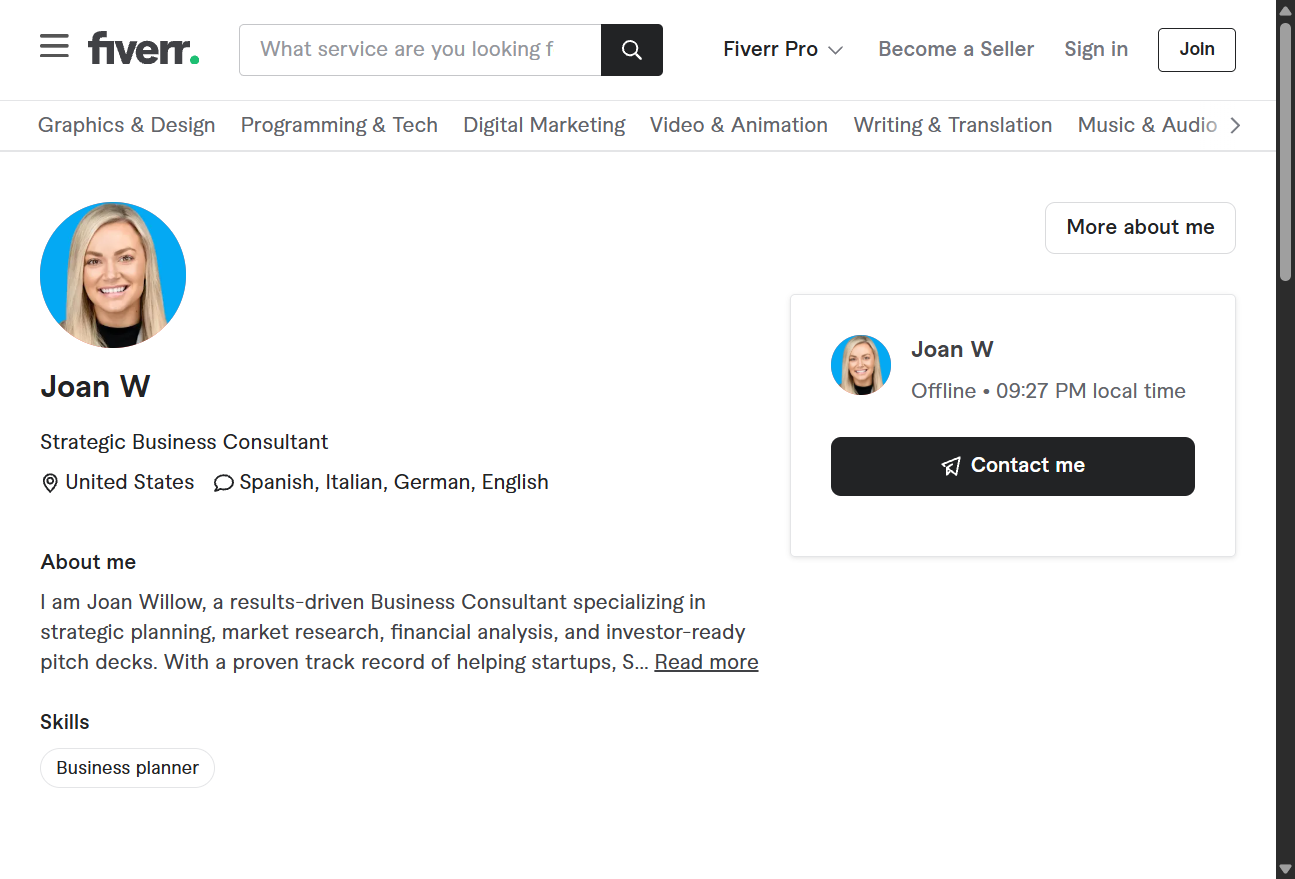 fiverr.
What service are you looking f
Fiverr Pro
Become a Seller
Sign in
Join
Graphics & Design
Programming & Tech
Digital Marketing
Video & Animation
Writing & Translation
Music & Audio
More about me
Joan W
Strategic Business Consultant
United States
Spanish, Italian, German, English
Joan W
Offline • 09:27 PM local time
Contact me
About me
I am Joan Willow, a results-driven Business Consultant specializing in
strategic planning, market research, financial analysis, and investor-ready
pitch decks. With a proven track record of helping startups, S... Read more
Skills
Business planner